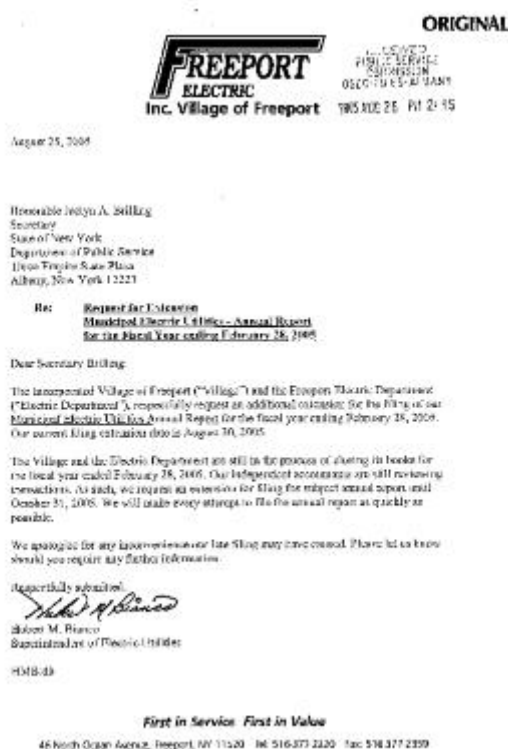 ORIGINAL
FREEPORT
ELECTRIC
Inc. Village of Freeport
PUBLIC SERVICE
COMMISSION
2005 AUG 26 PM 2: 45
August 25, 2005
Honorable Jaclyn A. Brilling
Secretary
State of New York
Department of Public Service
Three Empire State Plaza
Albany, New York 12223
Re: Request for Extension
Municipal Electric Utilities - Annual Report
for the Fiscal Year ending February 28, 2005
Dear Secretary Brilling:
The Incorporated Village of Freeport ("Village") and the Freeport Electric Department
("Electric Department"), respectfully request an additional extension for the filing of our
Municipal Electric Utilities Annual Report for the fiscal year ending February 28, 2005.
Our current filing extension date is August 30, 2005.
The Village and the Electric Department are still in the process of closing its books for
the fiscal year ended February 28, 2005. Our independent accountants are still reviewing
transactions. As such, we request an extension for filing the subject annual report until
October 31, 2005. We will make every attempt to file the annual report as quickly as
possible.
We apologize for any inconvenience our late filing may have caused. Please let us know
should you require any further information.
Respectfully submitted,
Hubert M. Bianco
Superintendent of Electric Utilities
First in Service First in Value
46 North Ocean Avenue, Freeport, NY 11520 Tel: 516 377 2220 Fax: 516 377 2359